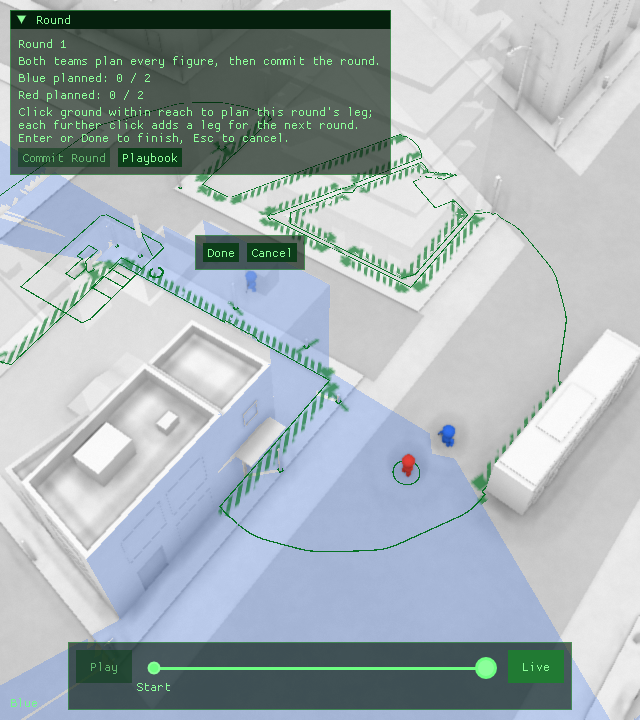 Round
Round 1
Both teams plan every figure, then commit the round.
Blue planned: 0 / 2
Red planned: 0 / 2
Click ground within reach to plan this round's leg;
each further click adds a leg for the next round.
Enter or Done to finish, Esc to cancel.
Commit Round Playbook
Done Cancel
Play Live
Start
Blue